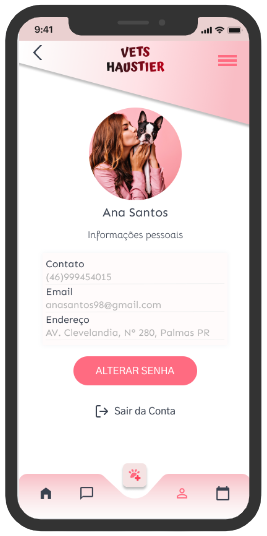 9:41
VETS
HAUSTIER
Ana Santos
Informações pessoais
Contato
(46)999454015
Email
anasantos98@gmail.com
Endereço
AV. Clevelandia, Nº 280, Palmas PR
ALTERAR SENHA
Sair da Conta